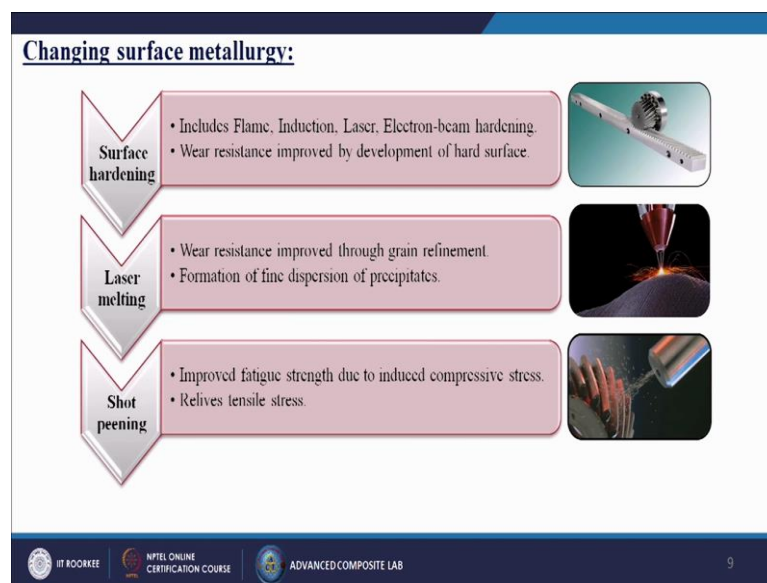 Changing surface metallurgy:
Surface
hardening
• Includes Flame, Induction, Laser, Electron-beam hardening.
• Wear resistance improved by development of hard surface.
Laser
melting
• Wear resistance improved through grain refinement.
• Formation of fine dispersion of precipitates.
Shot
peening
• Improved fatigue strength due to induced compressive stress.
• Relives tensile stress.
IIT ROORKEE
NPTEL ONLINE
CERTIFICATION COURSE
ADVANCED COMPOSITE LAB
9